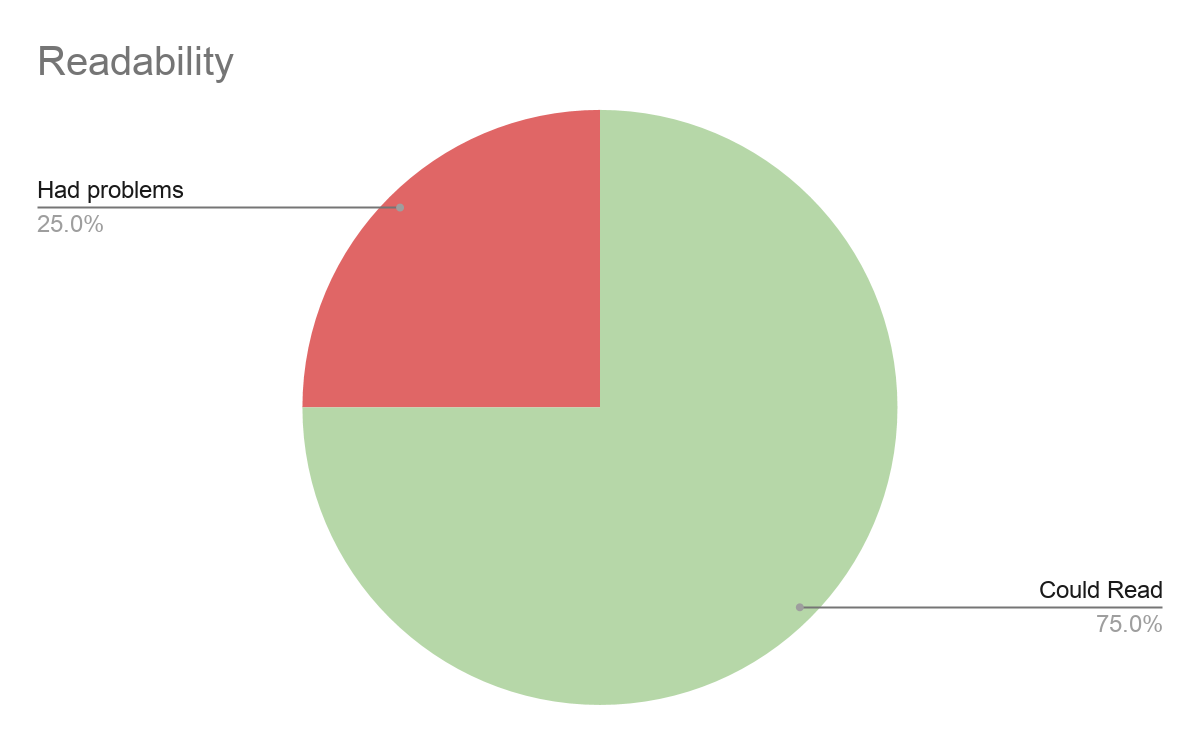 Readability
Had problems
25.0%
Could Read
75.0%